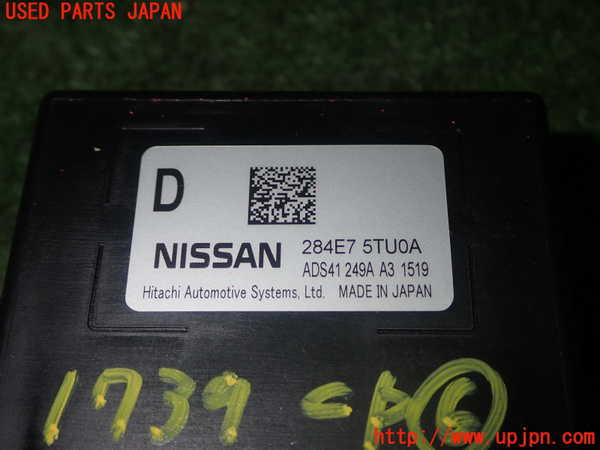 USED PARTS JAPAN
D
NISSAN 284E7 5TU0A
ADS41 249A A3 1519
Hitachi Automotive Systems, Ltd. MADE IN JAPAN
1739
http://www.upjpn.com